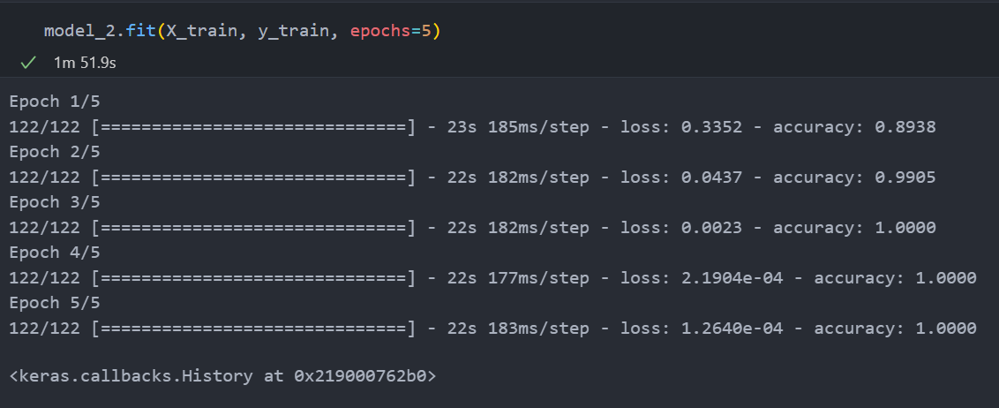 model_2.fit(X_train, y_train, epochs=5)
1m 51.9s
Epoch 1/5
122/122 [==============================] - 23s 185ms/step - loss: 0.3352 - accuracy: 0.8938
Epoch 2/5
122/122 [==============================] - 22s 182ms/step - loss: 0.0437 - accuracy: 0.9905
Epoch 3/5
122/122 [==============================] - 22s 182ms/step - loss: 0.0023 - accuracy: 1.0000
Epoch 4/5
122/122 [==============================] - 22s 177ms/step - loss: 2.1904e-04 - accuracy: 1.0000
Epoch 5/5
122/122 [==============================] - 22s 183ms/step - loss: 1.2640e-04 - accuracy: 1.0000
<keras.callbacks.History at 0x219000762b0>